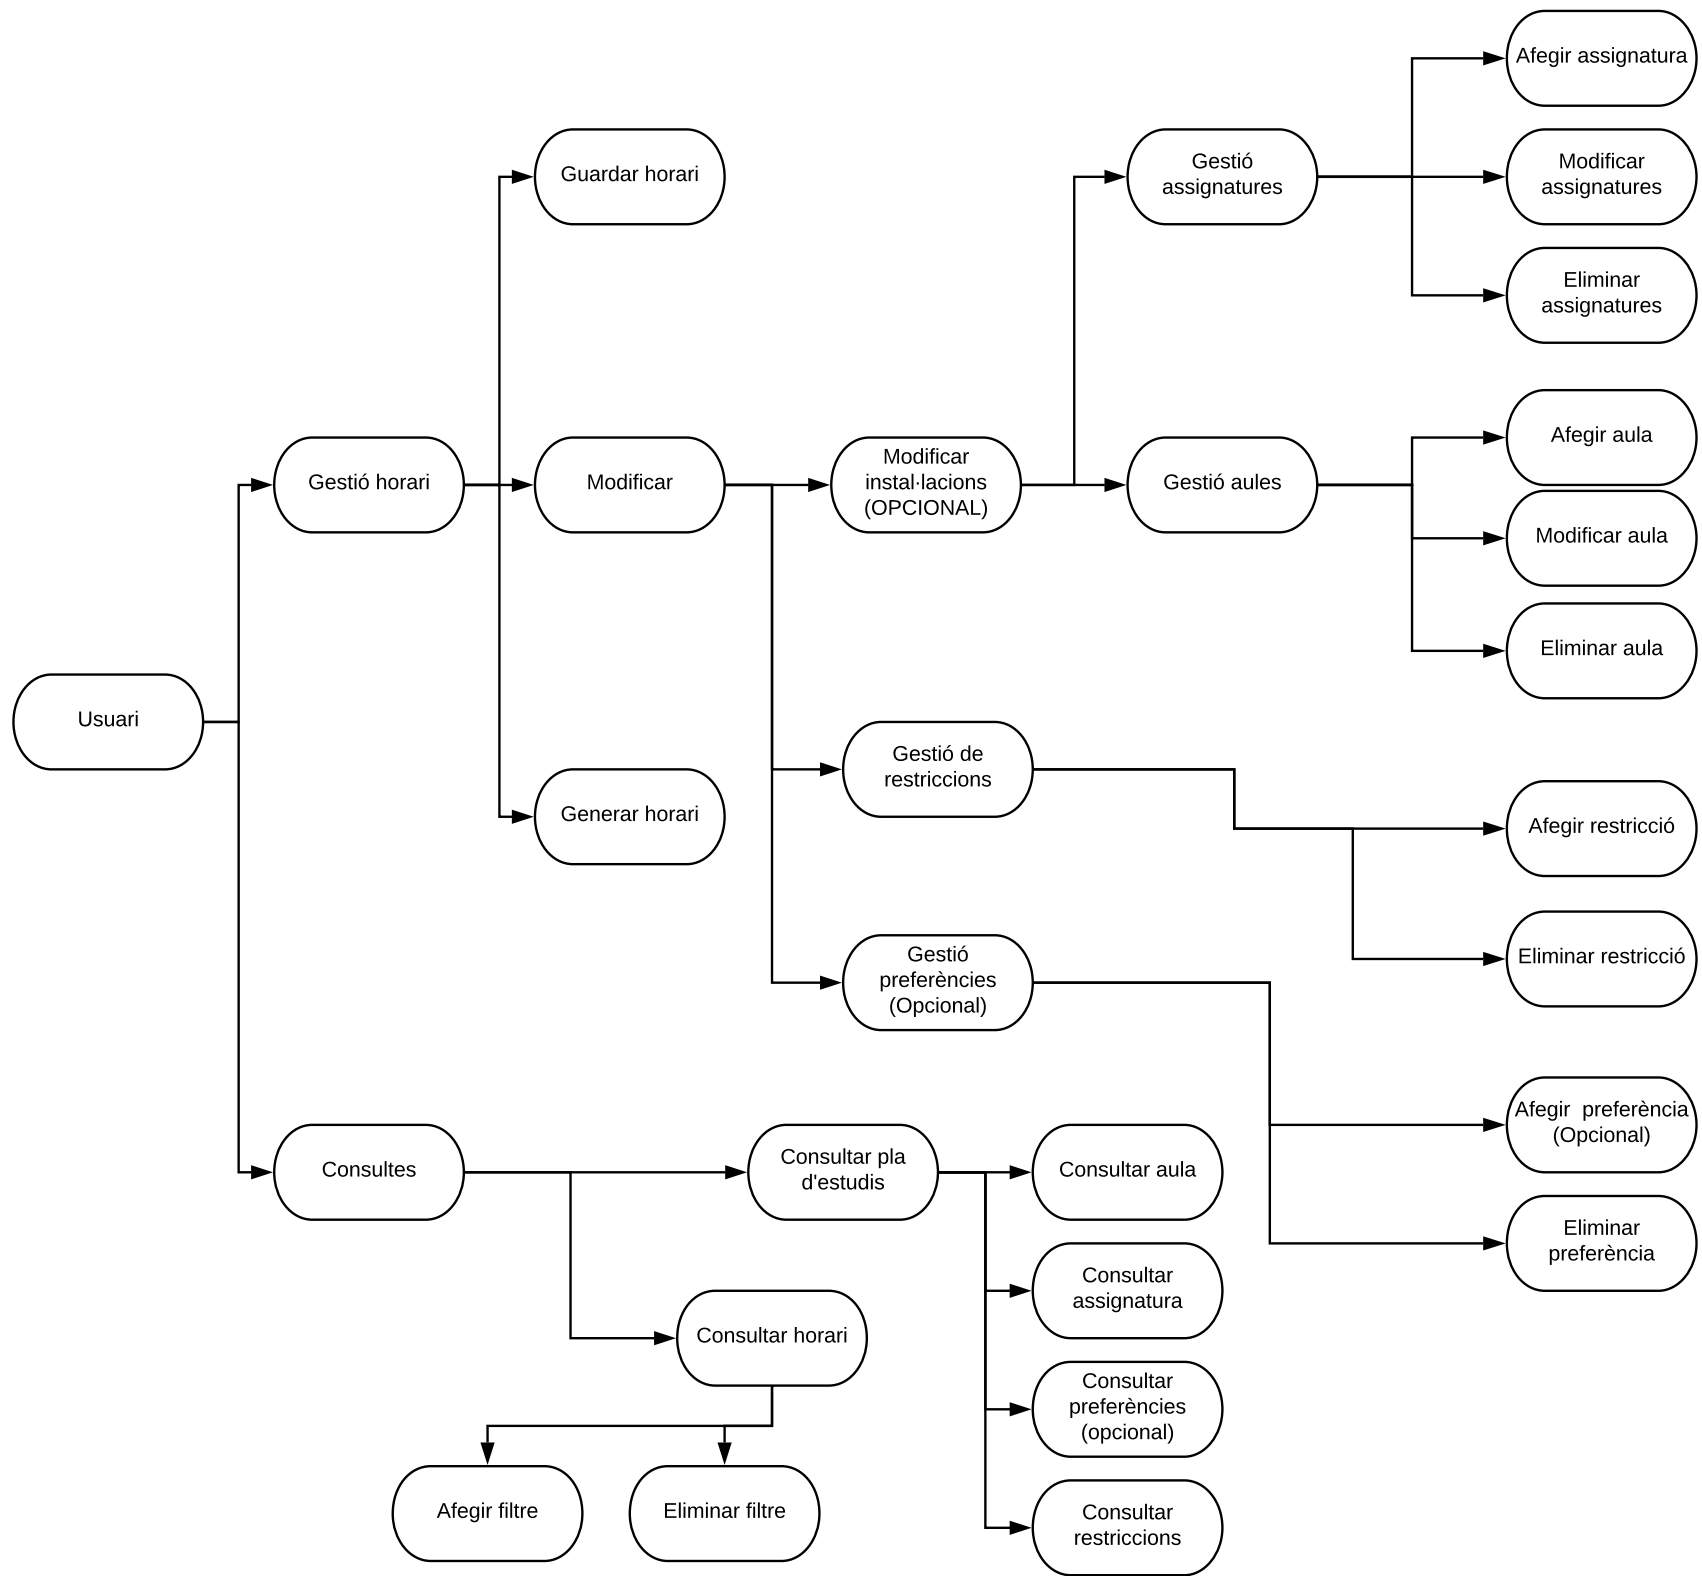 Afegir assignatura
Guardar horari
Gestió
assignatures
Modificar
assignatures
Eliminar
assignatures
Gestió horari
Modificar
Modificar
instal·lacions
(OPCIONAL)
Gestió aules
Afegir aula
Modificar aula
Eliminar aula
Usuari
Generar horari
Gestió de
restriccions
Afegir restricció
Eliminar restricció
Gestió
preferències
(Opcional)
Afegir  preferència
(Opcional)
Eliminar
preferència
Consultes
Consultar pla
d'estudis
Consultar aula
Consultar
assignatura
Consultar horari
Consultar
preferències
(opcional)
Afegir filtre
Eliminar filtre
Consultar
restriccions